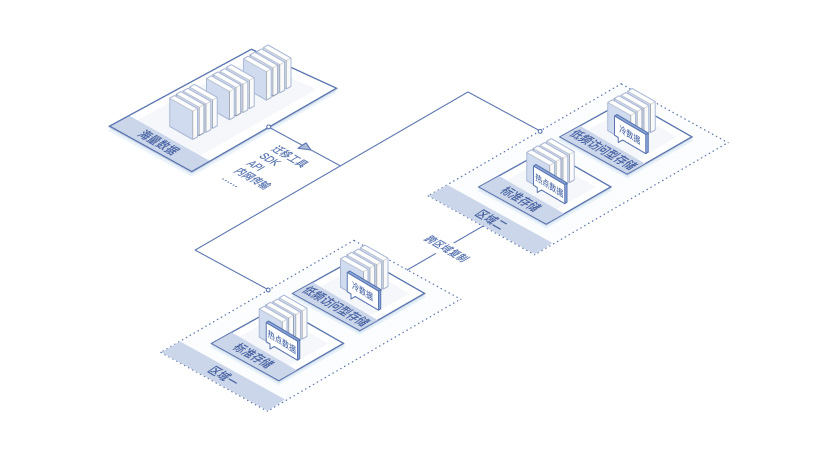 海量数据
迁移工具
SDK
API
内网传输
......
冷数据
低频访问型存储
热点数据
标准存储
区域二
跨区域复制
冷数据
低频访问型存储
热点数据
标准存储
区域一